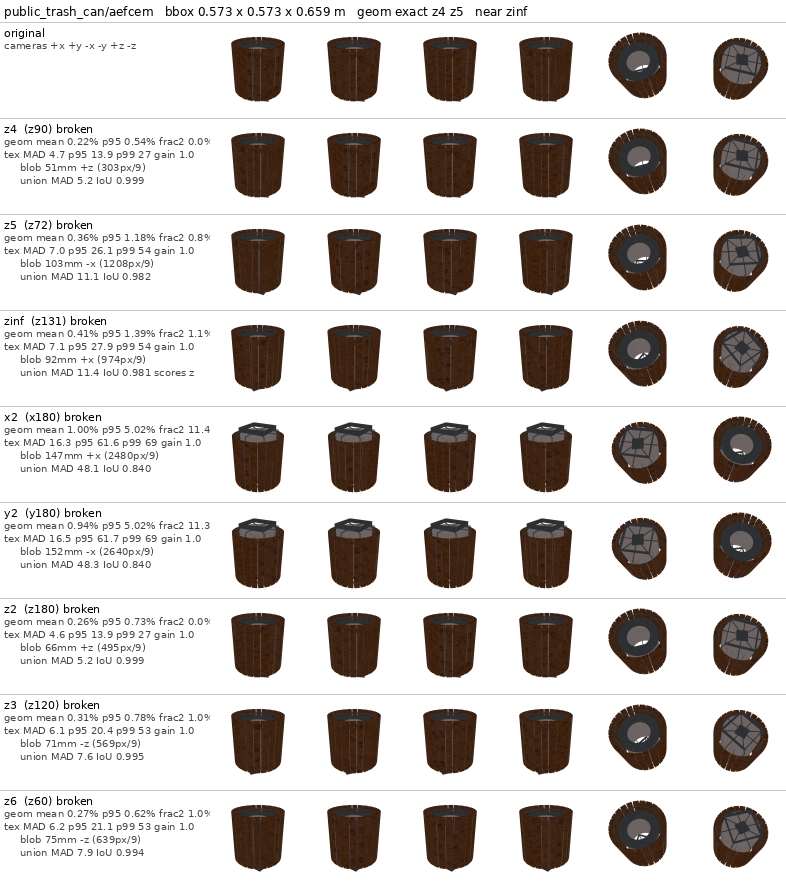 public_trash_can/aefcem   bbox 0.573 x 0.573 x 0.659 m   geom exact z4 z5   near zinf
original
cameras +x +y -x -y +z -z
z4  (z90) broken
geom mean 0.22% p95 0.54% frac2 0.0%
tex MAD 4.7 p95 13.9 p99 27 gain 1.0
blob 51mm +z (303px/9)
union MAD 5.2 IoU 0.999
z5  (z72) broken
geom mean 0.36% p95 1.18% frac2 0.8%
tex MAD 7.0 p95 26.1 p99 54 gain 1.0
blob 103mm -x (1208px/9)
union MAD 11.1 IoU 0.982
zinf  (z131) broken
geom mean 0.41% p95 1.39% frac2 1.1%
tex MAD 7.1 p95 27.9 p99 54 gain 1.0
blob 92mm +x (974px/9)
union MAD 11.4 IoU 0.981 scores z
x2  (x180) broken
geom mean 1.00% p95 5.02% frac2 11.4
tex MAD 16.3 p95 61.6 p99 69 gain 1.0
blob 147mm +x (2480px/9)
union MAD 48.1 IoU 0.840
y2  (y180) broken
geom mean 0.94% p95 5.02% frac2 11.3
tex MAD 16.5 p95 61.7 p99 69 gain 1.0
blob 152mm -x (2640px/9)
union MAD 48.3 IoU 0.840
z2  (z180) broken
geom mean 0.26% p95 0.73% frac2 0.0%
tex MAD 4.6 p95 13.9 p99 27 gain 1.0
blob 66mm +z (495px/9)
union MAD 5.2 IoU 0.999
z3  (z120) broken
geom mean 0.31% p95 0.78% frac2 1.0%
tex MAD 6.1 p95 20.4 p99 53 gain 1.0
blob 71mm -z (569px/9)
union MAD 7.6 IoU 0.995
z6  (z60) broken
geom mean 0.27% p95 0.62% frac2 1.0%
tex MAD 6.2 p95 21.1 p99 53 gain 1.0
blob 75mm -z (639px/9)
union MAD 7.9 IoU 0.994